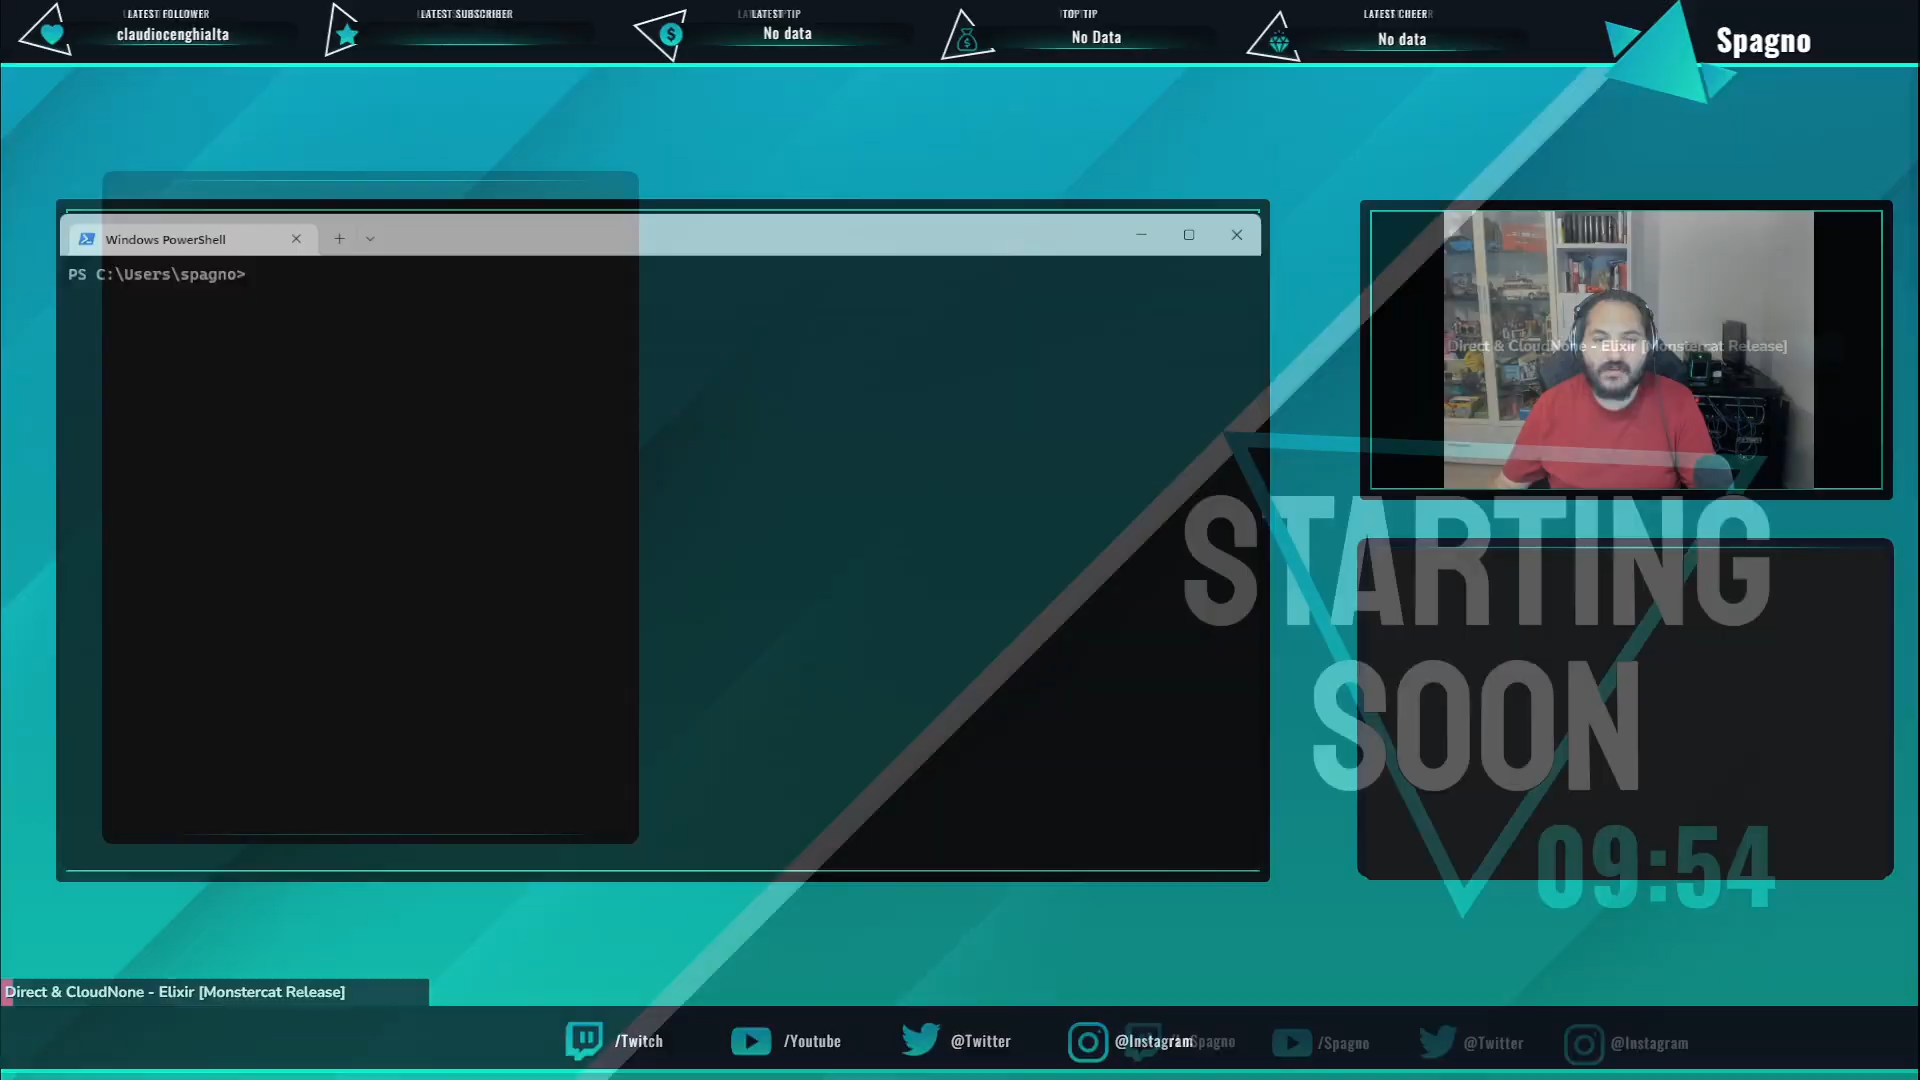 LATEST FOLLOWER
claudiocenghialta
LATEST SUBSCRIBER
LATEST TIP
No data
TOP TIP
No Data
LATEST CHEER
No data
Spagno
Windows PowerShell
PS C:\Users\spagno>
Direct & CloudNone - Elixir [Monstercat Release]
STARTING
SOON
09:54
Direct & CloudNone - Elixir [Monstercat Release]
/Twitch
/Youtube
@Twitter
@Instagram
/Spagno
/Spagno
@Twitter
@Instagram